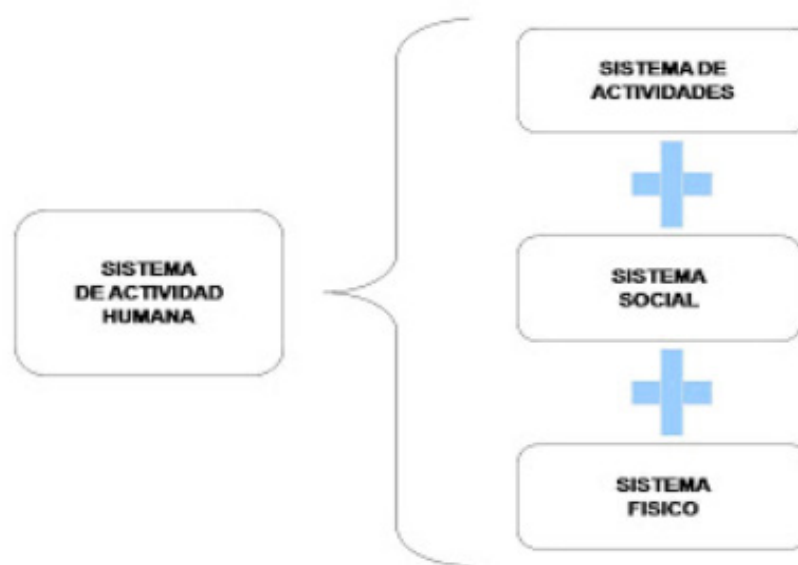 SISTEMA DE
ACTIVIDADES
SISTEMA
DE ACTIVIDAD
HUMANA
SISTEMA
SOCIAL
SISTEMA
FISICO